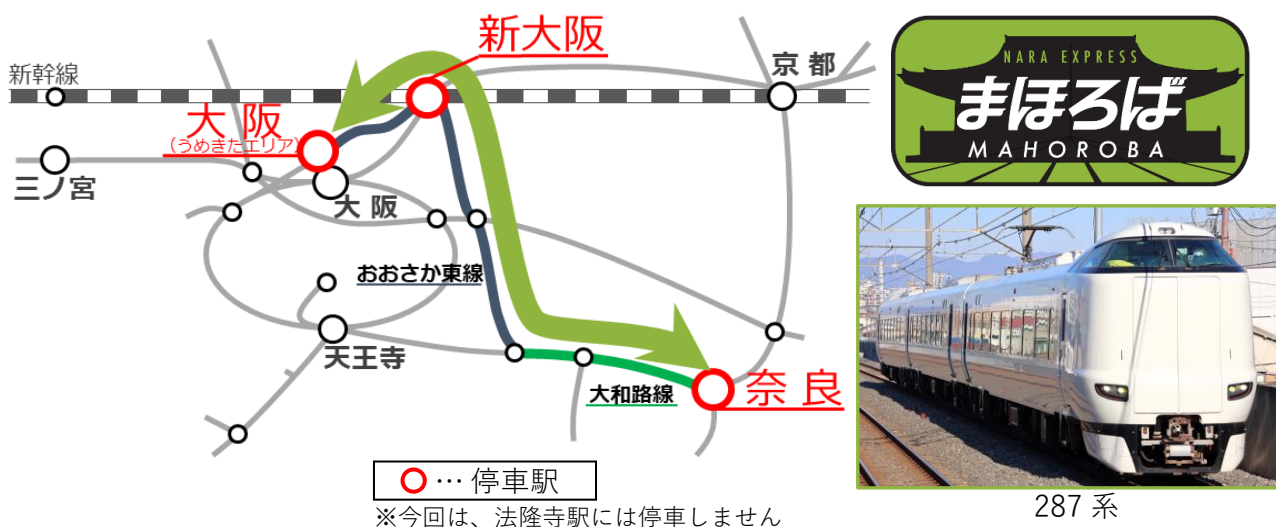 新大阪
新幹線
京都
大阪
(うめきたエリア)
三ノ宮
大阪
おおさか東線
天王寺
大和路線
奈良
○…停車駅
※今回は、法隆寺駅には停車しません
NARA EXPRESS
まほろば
MAHOROBA
287系